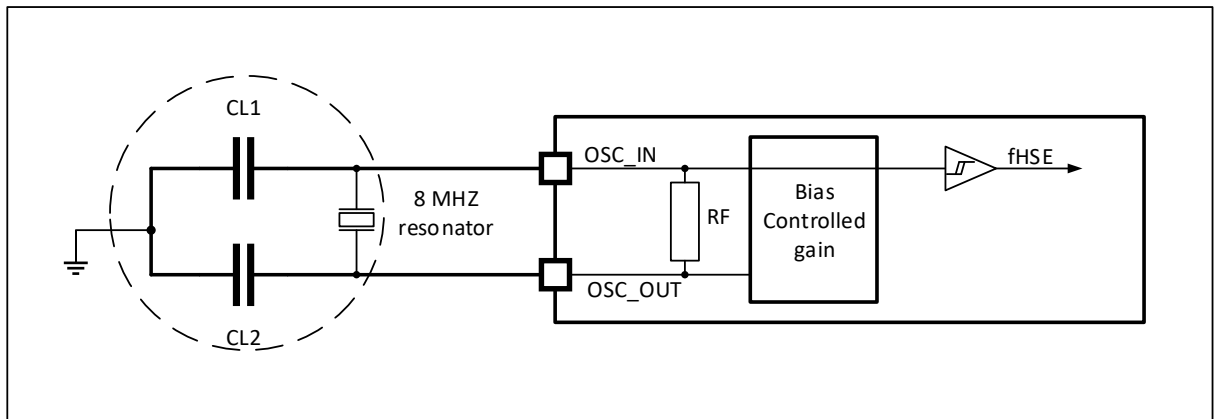 CL1
8 MHZ
resonator
CL2
OSC_IN
RF
OSC_OUT
Bias
Controlled
gain
fHSE